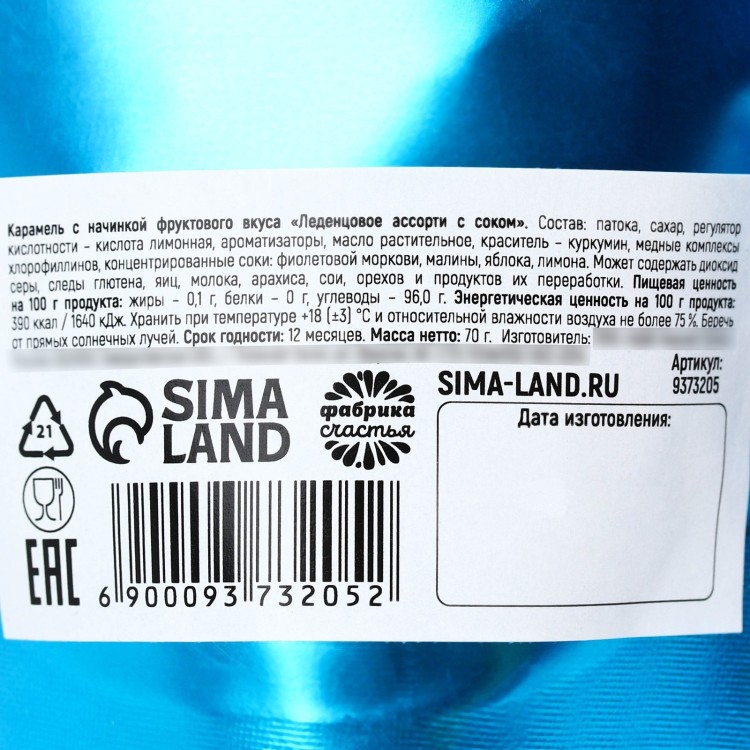 Карамель с начинкой фруктового вкуса «Леденцовое ассорти с соком». Состав: патока, сахар, регулятор
кислотности – кислота лимонная, ароматизаторы, масло растительное, краситель – куркумин, медные комплексы
хлорофиллинов, концентрированные соки: фиолетовой моркови, малины, яблока, лимона. Может содержать диоксид
серы, следы глютена, яиц, молока, арахиса, сои, орехов и продуктов их переработки. Пищевая ценность
на 100 г продукта: жиры – 0,1 г, белки – 0 г, углеводы – 96,0 г. Энергетическая ценность на 100 г продукта:
390 ккал / 1640 кДж. Хранить при температуре +18 (±3) °С и относительной влажности воздуха не более 75 %. Беречь
от прямых солнечных лучей. Срок годности: 12 месяцев. Масса нетто: 70 г. Изготовитель:
Артикул:
9373205
SIMA-LAND.RU
Дата изготовления:
21
SIMA
LAND
фабрика
счастья
EAC
6 900093 732052